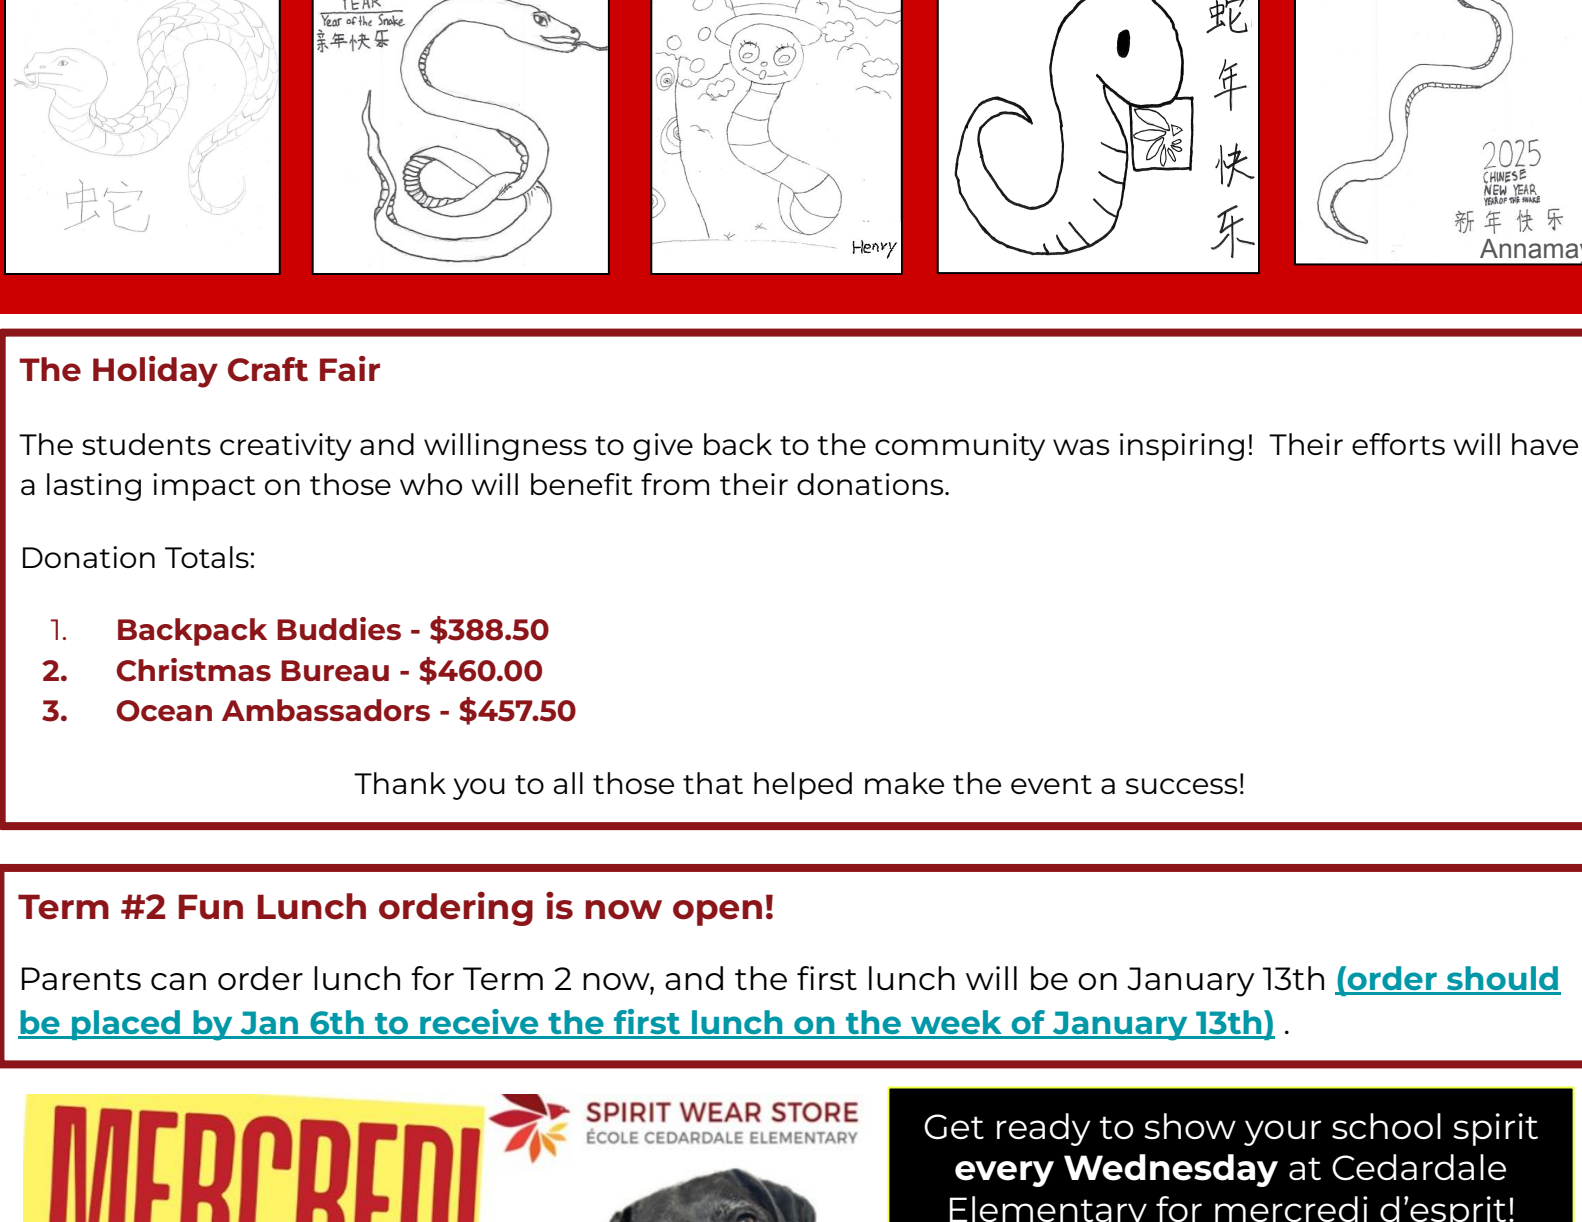 蛇
YEAR
Year of the Snake
亲年快乐
Henry
蛇
年
快
乐
2025
CHINESE
NEW YEAR
YEAR OF THE SNAKE
新年快乐
Annamay
The Holiday Craft Fair
The students creativity and willingness to give back to the community was inspiring! Their efforts will have
a lasting impact on those who will benefit from their donations.
Donation Totals:
1. Backpack Buddies - $388.50
2. Christmas Bureau - $460.00
3. Ocean Ambassadors - $457.50
Thank you to all those that helped make the event a success!
Term #2 Fun Lunch ordering is now open!
Parents can order lunch for Term 2 now, and the first lunch will be on January 13th (order should
be placed by Jan 6th to receive the first lunch on the week of January 13th) .
MERCREDI
SPIRIT WEAR STORE
ÉCOLE CEDARDALE ELEMENTARY
Get ready to show your school spirit
every Wednesday at Cedardale
Elementary for mercredi d'esprit!